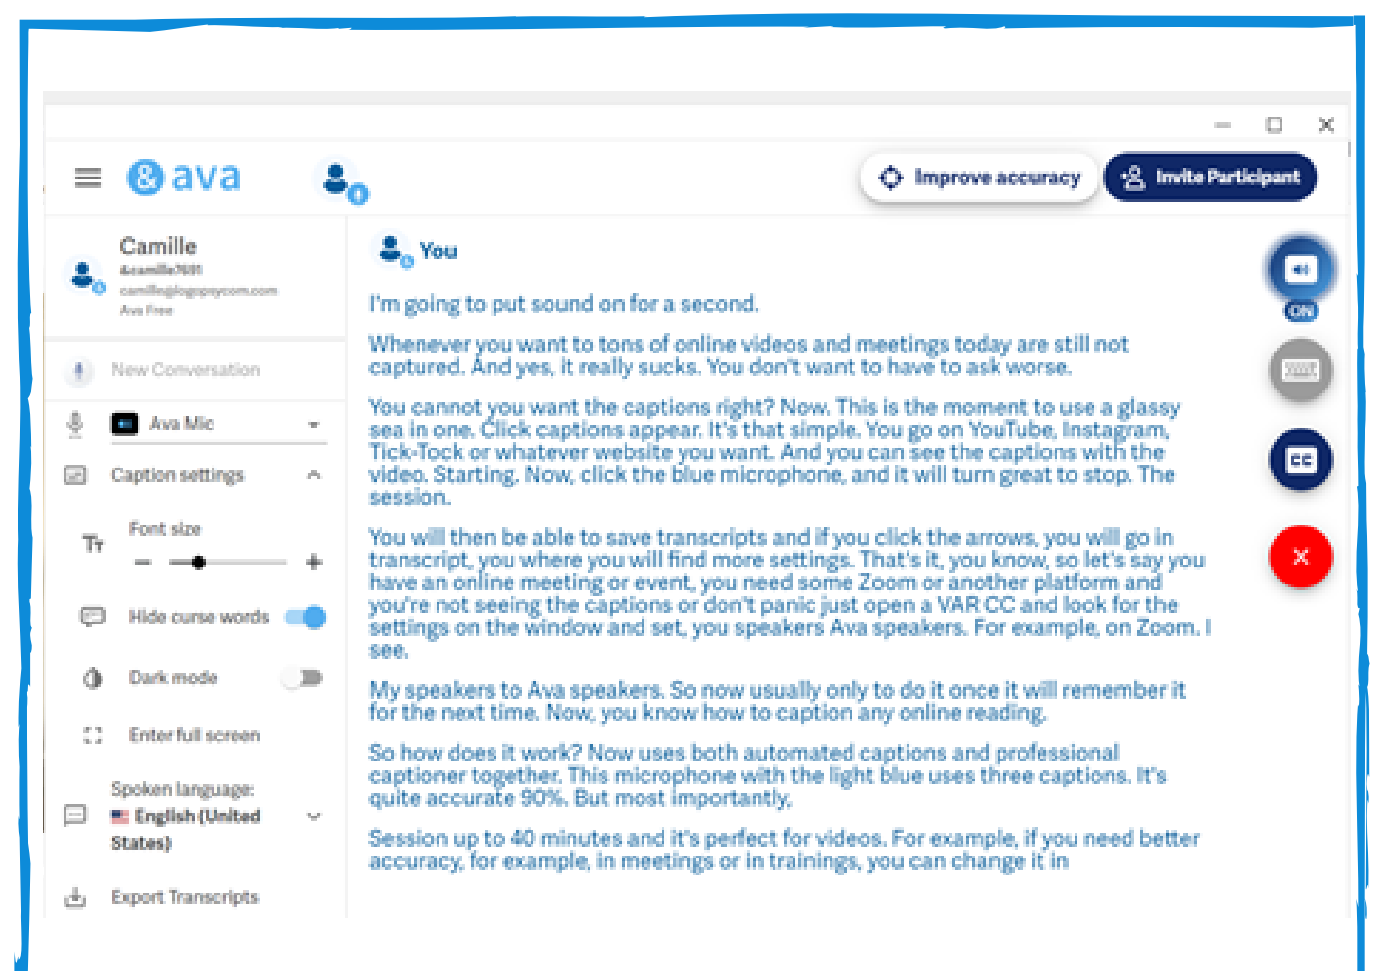 & ava
Improve accuracy
Invite Participant
Camille
&camille7691
camille@logopsycom.com
Ava Free
New Conversation
Ava Mic
Caption settings
Font size
Hide curse words
Dark mode
Enter full screen
Spoken language:
English (United
States)
Export Transcripts
You
I'm going to put sound on for a second.
Whenever you want to tons of online videos and meetings today are still not
captured. And yes, it really sucks. You don't want to have to ask worse.
You cannot you want the captions right? Now. This is the moment to use a glassy
sea in one. Click captions appear. It's that simple. You go on YouTube, Instagram,
Tick-Tock or whatever website you want. And you can see the captions with the
video. Starting. Now, click the blue microphone, and it will turn great to stop. The
session.
You will then be able to save transcripts and if you click the arrows, you will go in
transcript, you where you will find more settings. That's it, you know, so let's say you
have an online meeting or event, you need some Zoom or another platform and
you're not seeing the captions or don't panic just open a VAR CC and look for the
settings on the window and set, you speakers Ava speakers. For example, on Zoom. I
see.
My speakers to Ava speakers. So now usually only to do it once it will remember it
for the next time. Now, you know how to caption any online reading.
So how does it work? Now uses both automated captions and professional
captioner together. This microphone with the light blue uses three captions. It's
quite accurate 90%. But most importantly,
Session up to 40 minutes and it's perfect for videos. For example, if you need better
accuracy, for example, in meetings or in trainings, you can change it in
ON
CC